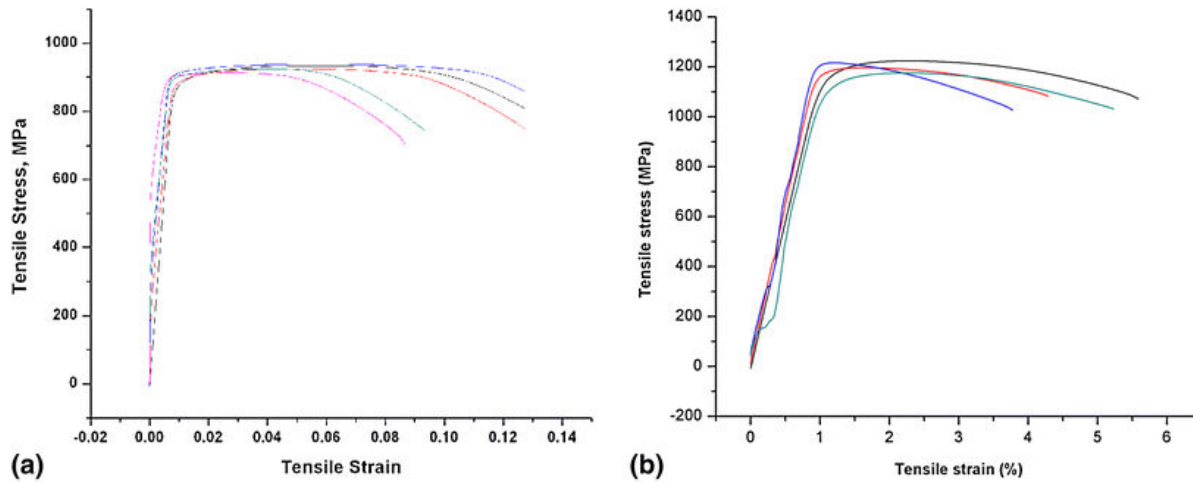 1000
800
600
400
200
0
Tensile Stress, MPa
-0.02 0.00 0.02 0.04 0.06 0.08 0.10 0.12 0.14
Tensile Strain
(a)
1400
1200
1000
800
600
400
200
0
-200
Tensile stress (MPa)
0 1 2 3 4 5 6
Tensile strain (%)
(b)